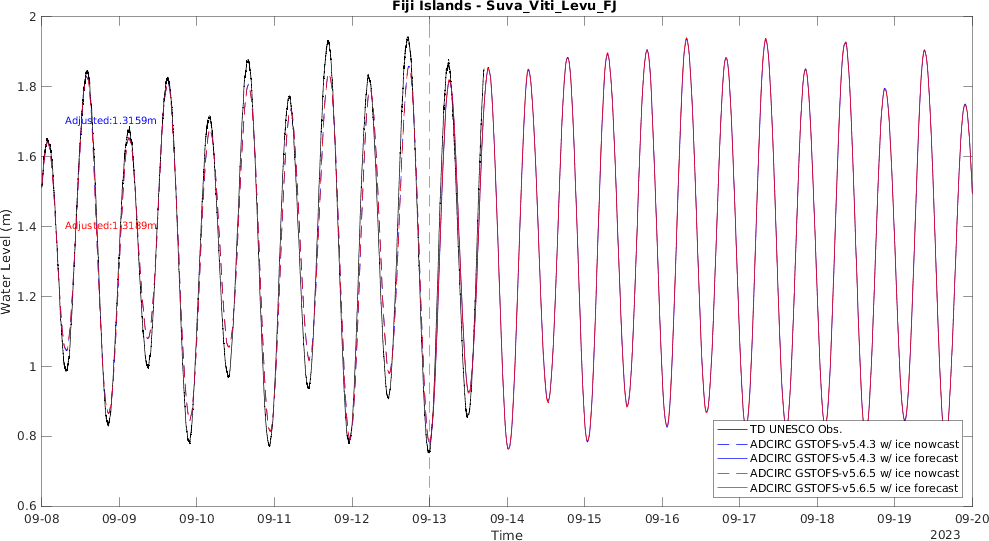 Fiji Islands - Suva_Viti_Levu_FJ
Water Level (m)
2
1.8
1.6
1.4
1.2
1
0.8
0.6
Adjusted:1.3159m
Adjusted:1.3189m
TD UNESCO Obs.
ADCIRC GSTOFS-v5.4.3 w/ ice nowcast
ADCIRC GSTOFS-v5.4.3 w/ ice forecast
ADCIRC GSTOFS-v5.6.5 w/ ice nowcast
ADCIRC GSTOFS-v5.6.5 w/ ice forecast
09-08 09-09 09-10 09-11 09-12 09-13 09-14 09-15 09-16 09-17 09-18 09-19 09-20
Time
2023